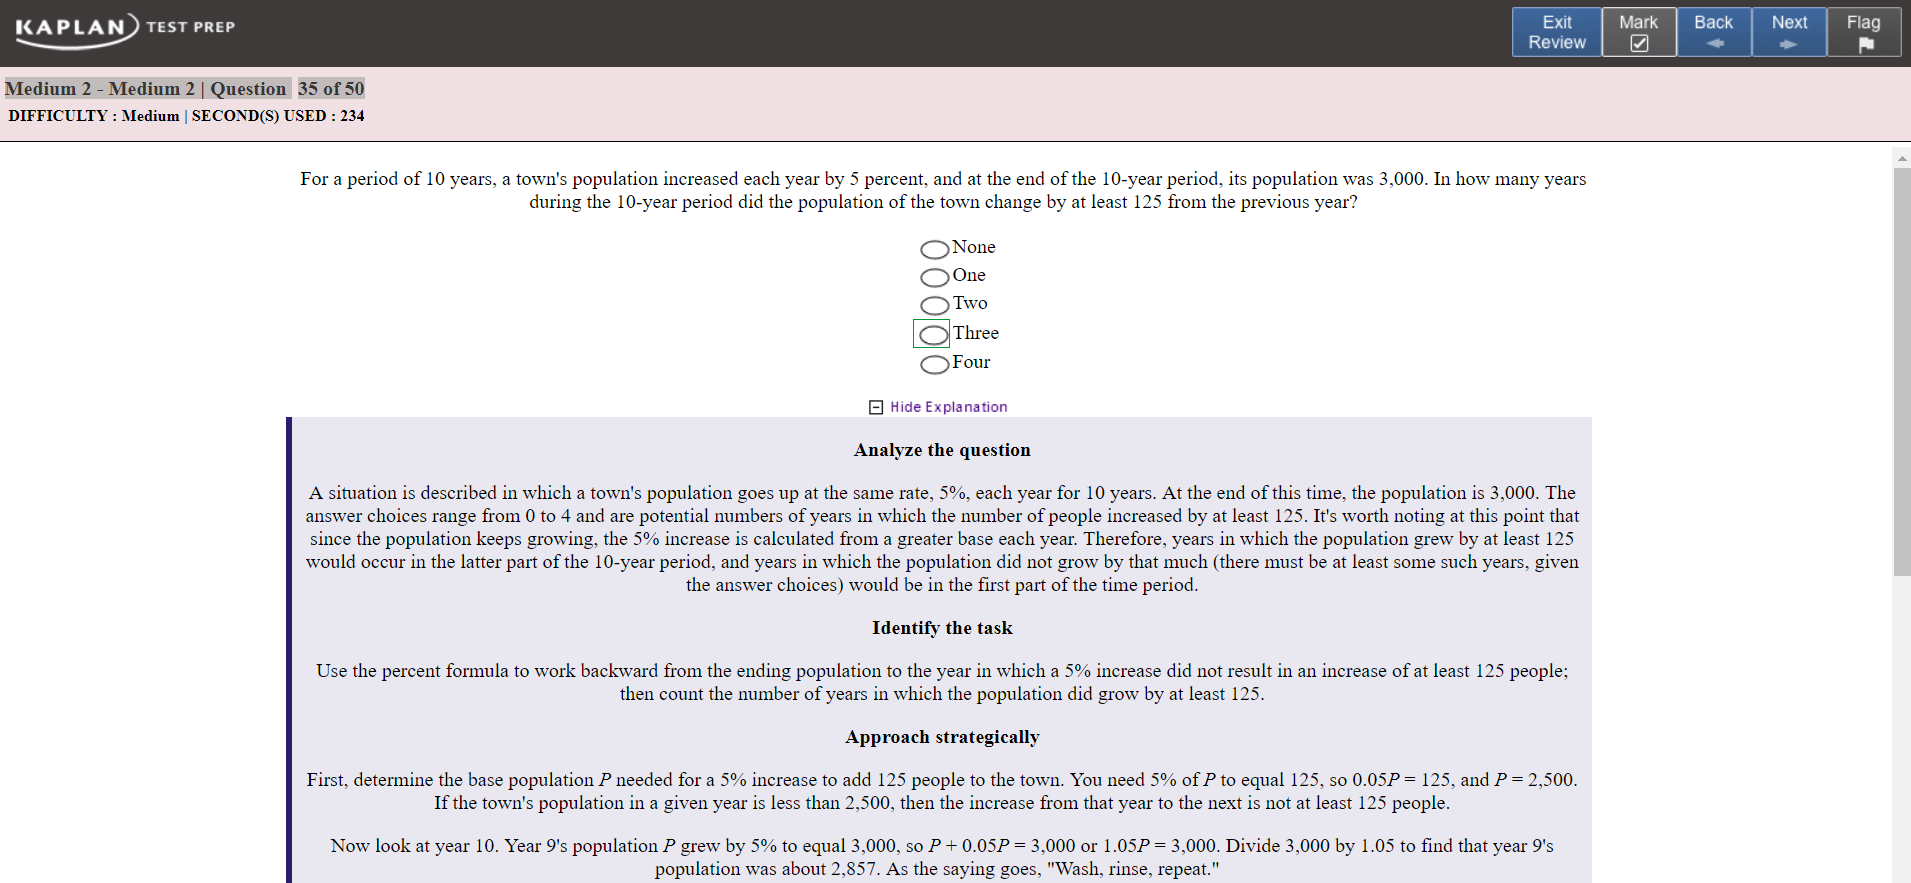 KAPLAN TEST PREP
Exit Review
Mark
Back
Next
Flag
Medium 2 - Medium 2 | Question 35 of 50
DIFFICULTY : Medium | SECOND(S) USED : 234
For a period of 10 years, a town's population increased each year by 5 percent, and at the end of the 10-year period, its population was 3,000. In how many years
during the 10-year period did the population of the town change by at least 125 from the previous year?
None
One
Two
Three
Four
Hide Explanation
Analyze the question
A situation is described in which a town's population goes up at the same rate, 5%, each year for 10 years. At the end of this time, the population is 3,000. The
answer choices range from 0 to 4 and are potential numbers of years in which the number of people increased by at least 125. It's worth noting at this point that
since the population keeps growing, the 5% increase is calculated from a greater base each year. Therefore, years in which the population grew by at least 125
would occur in the latter part of the 10-year period, and years in which the population did not grow by that much (there must be at least some such years, given
the answer choices) would be in the first part of the time period.
Identify the task
Use the percent formula to work backward from the ending population to the year in which a 5% increase did not result in an increase of at least 125 people;
then count the number of years in which the population did grow by at least 125.
Approach strategically
First, determine the base population P needed for a 5% increase to add 125 people to the town. You need 5% of P to equal 125, so 0.05P = 125, and P = 2,500.
If the town's population in a given year is less than 2,500, then the increase from that year to the next is not at least 125 people.
Now look at year 10. Year 9's population P grew by 5% to equal 3,000, so P + 0.05P = 3,000 or 1.05P = 3,000. Divide 3,000 by 1.05 to find that year 9's
population was about 2,857. As the saying goes, "Wash, rinse, repeat."